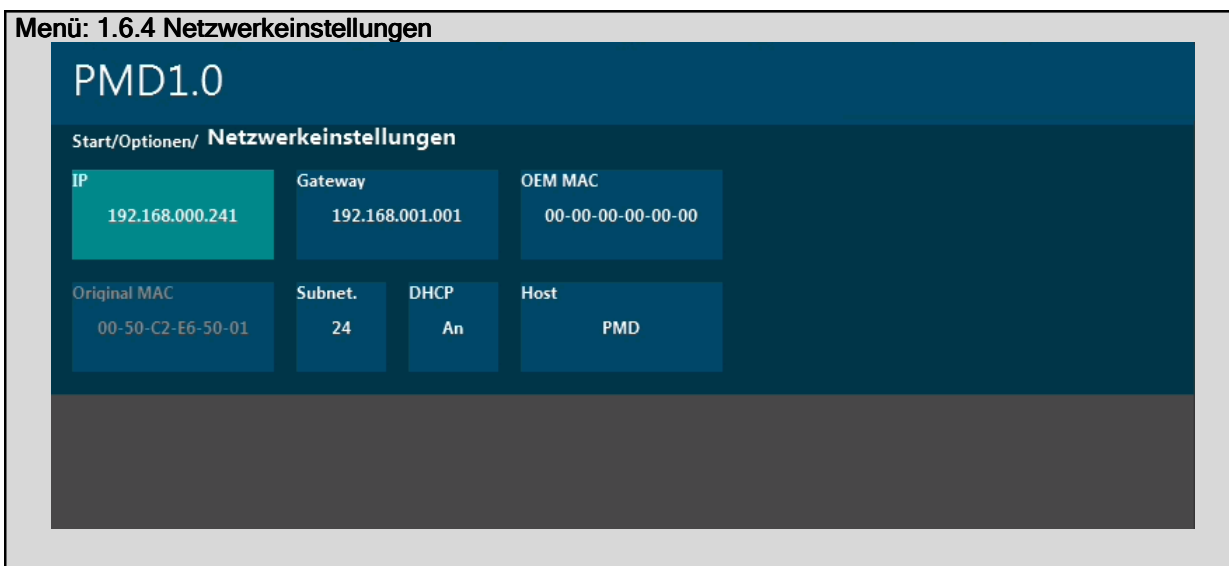 Menü: 1.6.4 Netzwerkeinstellungen
PMD1.0
Start/Optionen/ Netzwerkeinstellungen
IP
192.168.000.241
Gateway
192.168.001.001
OEM MAC
00-00-00-00-00-00
Original MAC
00-50-C2-E6-50-01
Subnet.
24
DHCP
An
Host
PMD